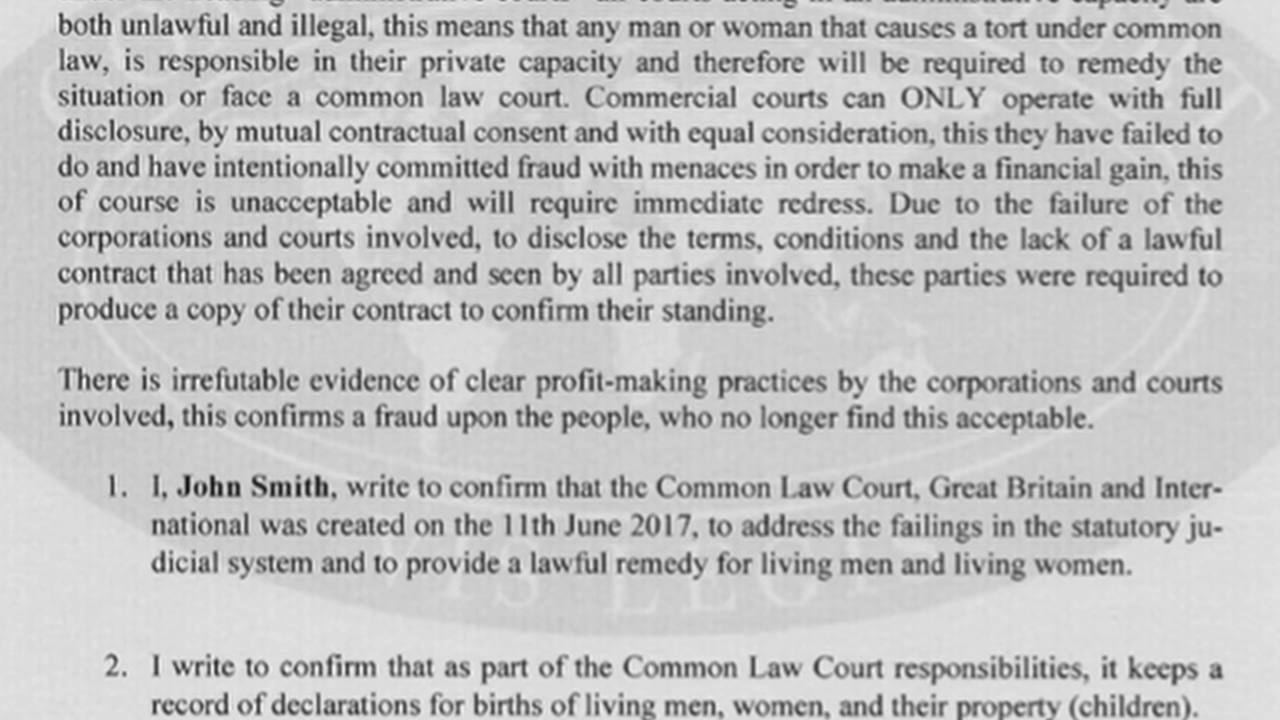 both unlawful and illegal, this means that any man or woman that causes a tort under common
law, is responsible in their private capacity and therefore will be required to remedy the
situation or face a common law court. Commercial courts can ONLY operate with full
disclosure, by mutual contractual consent and with equal consideration, this they have failed to
do and have intentionally committed fraud with menaces in order to make a financial gain, this
of course is unacceptable and will require immediate redress. Due to the failure of the
corporations and courts involved, to disclose the terms, conditions and the lack of a lawful
contract that has been agreed and seen by all parties involved, these parties were required to
produce a copy of their contract to confirm their standing.
There is irrefutable evidence of clear profit-making practices by the corporations and courts
involved, this confirms a fraud upon the people, who no longer find this acceptable.
1. I, John Smith, write to confirm that the Common Law Court, Great Britain and Inter-
national was created on the 11th June 2017, to address the failings in the statutory ju-
dicial system and to provide a lawful remedy for living men and living women.
2. I write to confirm that as part of the Common Law Court responsibilities, it keeps a
record of declarations for births of living men, women, and their property (children).